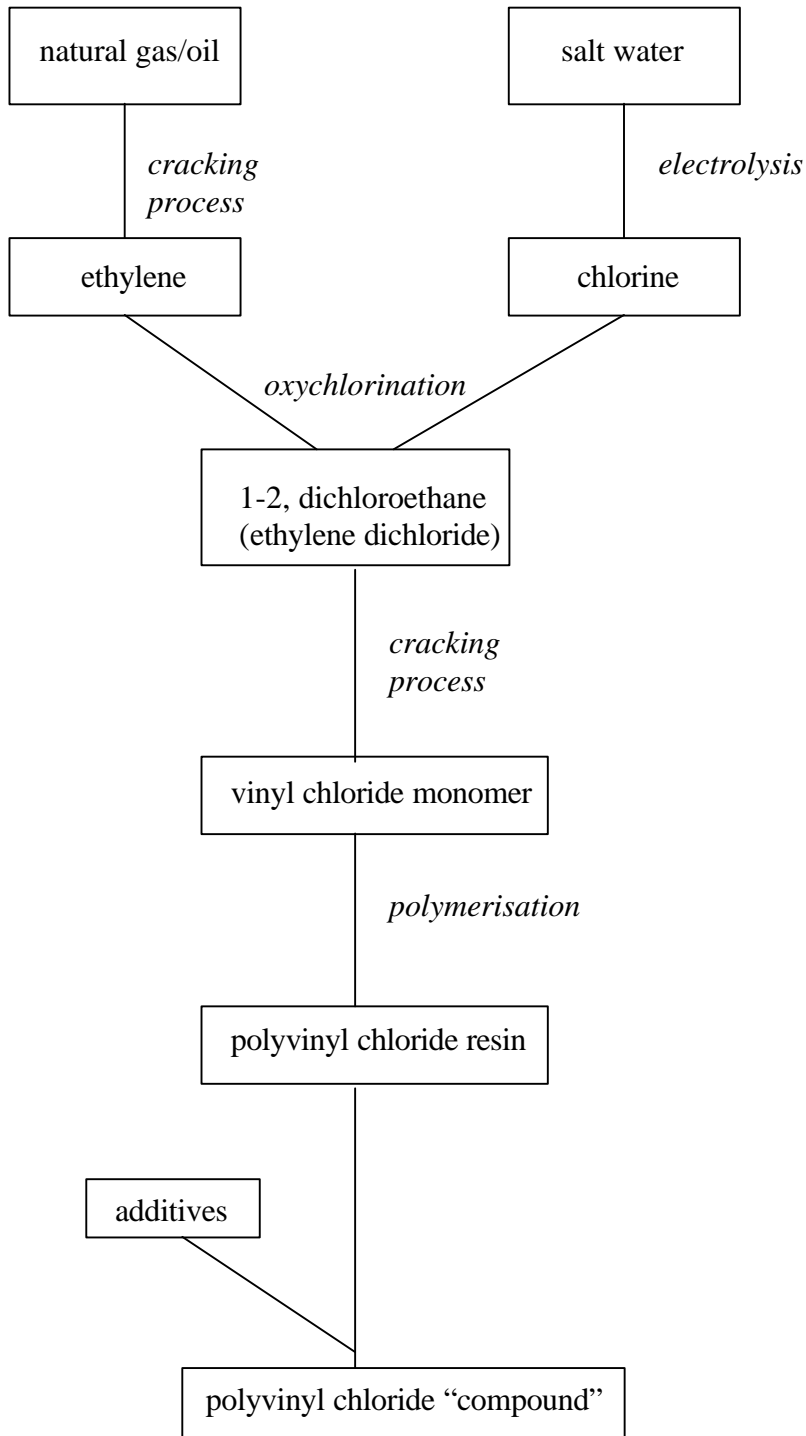 natural gas/oil
salt water
cracking
process
electrolysis
ethylene
chlorine
oxychlorination
1-2, dichloroethane
(ethylene dichloride)
cracking
process
vinyl chloride monomer
polymerisation
polyvinyl chloride resin
additives
polyvinyl chloride “compound”